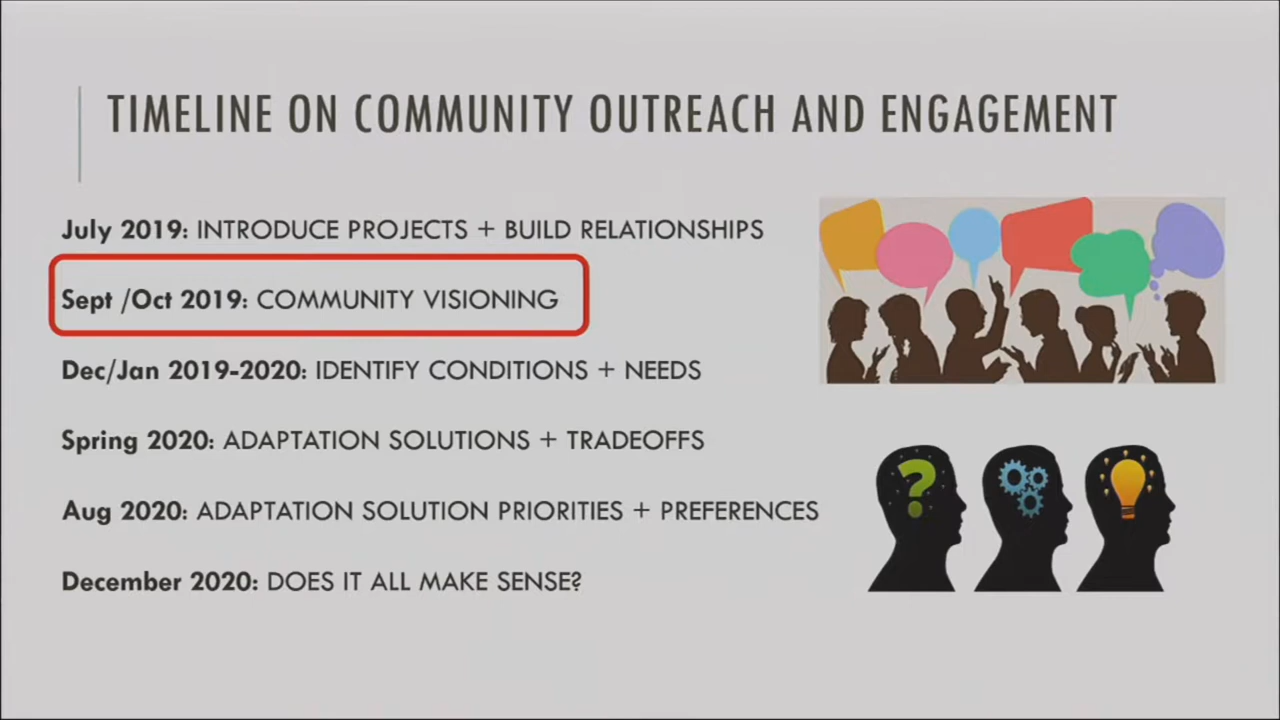 TIMELINE ON COMMUNITY OUTREACH AND ENGAGEMENT
July 2019: INTRODUCE PROJECTS + BUILD RELATIONSHIPS
Sept /Oct 2019: COMMUNITY VISIONING
Dec/Jan 2019-2020: IDENTIFY CONDITIONS + NEEDS
Spring 2020: ADAPTATION SOLUTIONS + TRADEOFFS
Aug 2020: ADAPTATION SOLUTION PRIORITIES + PREFERENCES
December 2020: DOES IT ALL MAKE SENSE?
?